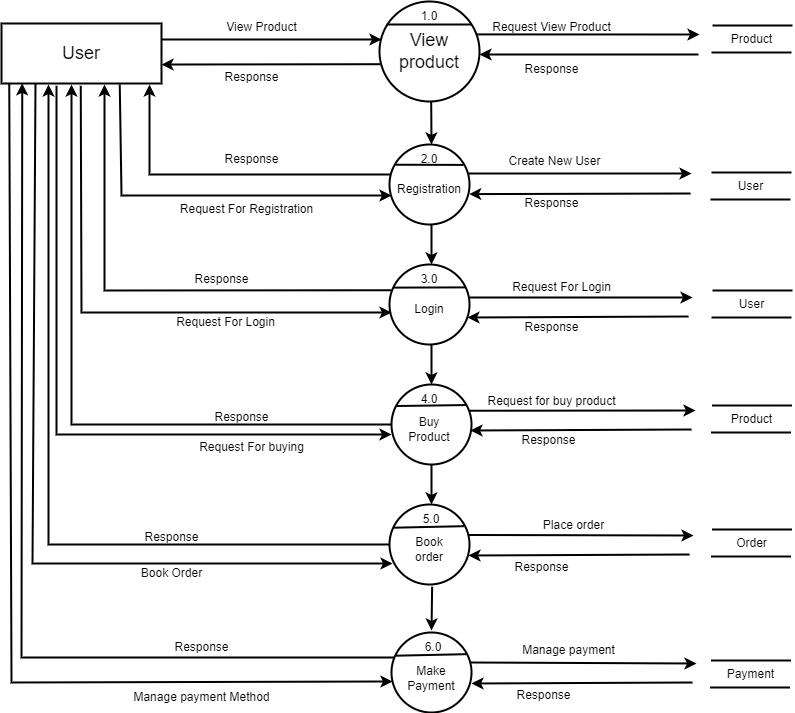 1.0
View Product
Request View Product
User
View
product
Product
Response
Response
2.0
Response
Create New User
Registration
User
Request For Registration
Response
3.0
Response
Request For Login
Login
User
Request For Login
Response
4.0
Response
Request for buy product
Buy
Product
Product
Request For buying
Response
5.0
Response
Place order
Book
order
Order
Book Order
Response
6.0
Response
Manage payment
Make
Payment
Payment
Manage payment Method
Response